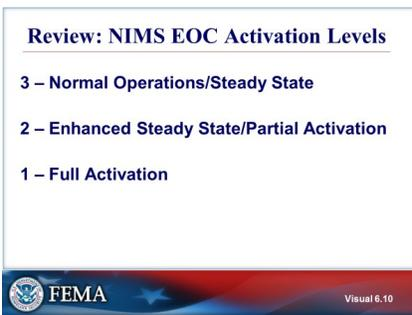 Review: NIMS EOC Activation Levels
3 – Normal Operations/Steady State
2 – Enhanced Steady State/Partial Activation
1 – Full Activation
FEMA
Visual 6.10